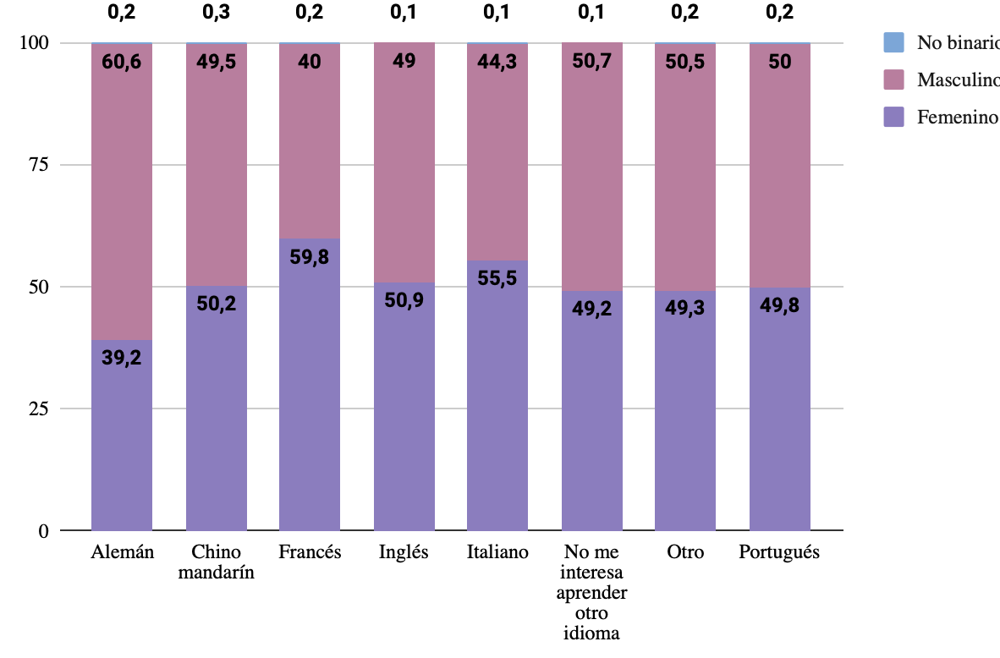 0,2 0,3 0,2 0,1 0,1 0,1 0,2 0,2
100
60,6 49,5 40 49 44,3 50,7 50,5 50
75
59,8
55,5
50
50,2 50,9 49,2 49,3 49,8
39,2
25
0
Alemán Chino mandarín Francés Inglés Italiano No me interesa aprender otro idioma Otro Portugués
No binario
Masculino
Femenino